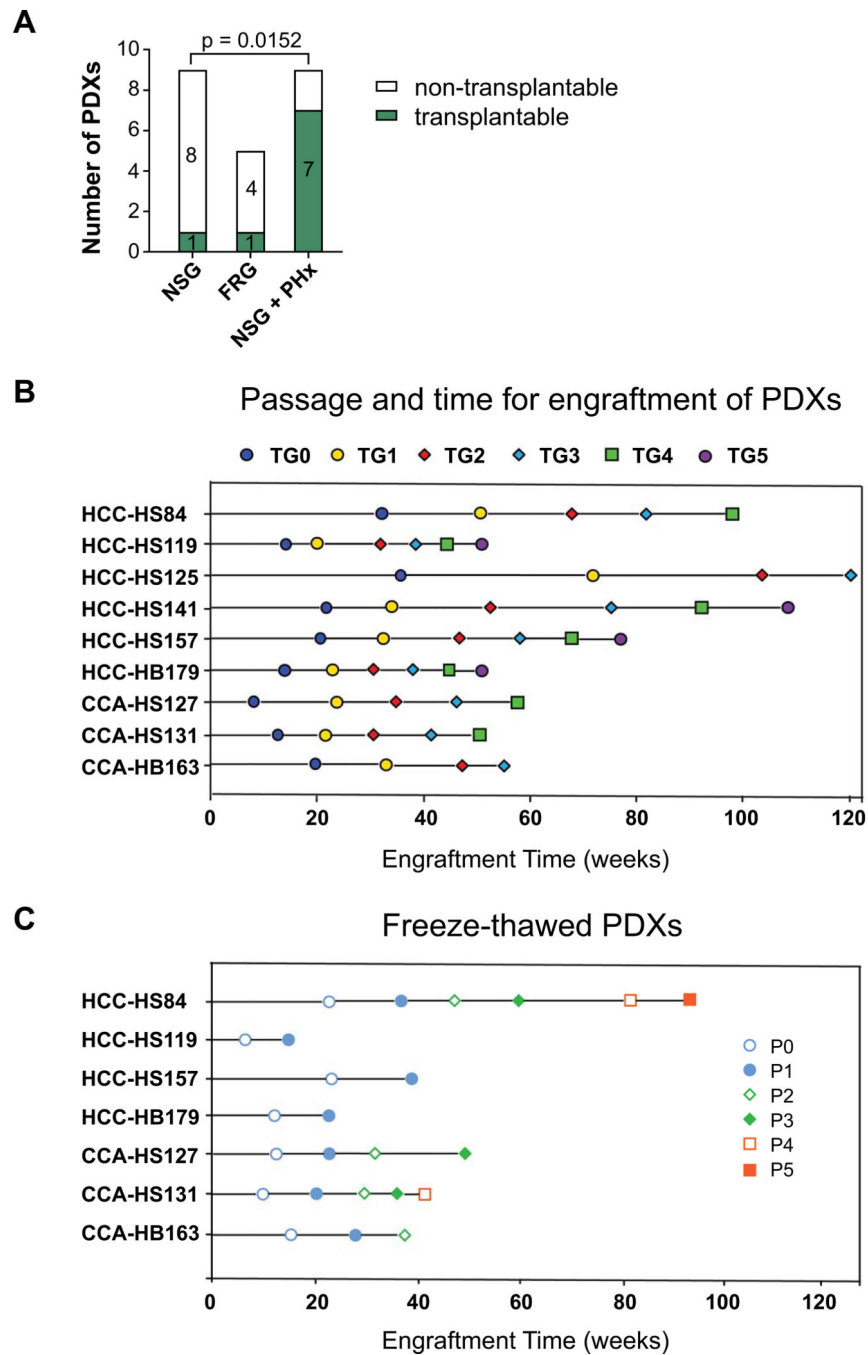 A
p = 0.0152
10
8
6
4
2
0
Number of PDXs
8
1
4
1
7
NSG
FRG
NSG + PHx
non-transplantable
transplantable
B
Passage and time for engraftment of PDXs
TG0 TG1 TG2 TG3 TG4 TG5
HCC-HS84
HCC-HS119
HCC-HS125
HCC-HS141
HCC-HS157
HCC-HB179
CCA-HS127
CCA-HS131
CCA-HB163
0 20 40 60 80 100 120
Engraftment Time (weeks)
C
Freeze-thawed PDXs
HCC-HS84
HCC-HS119
HCC-HS157
HCC-HB179
CCA-HS127
CCA-HS131
CCA-HB163
P0
P1
P2
P3
P4
P5
0 20 40 60 80 100 120
Engraftment Time (weeks)